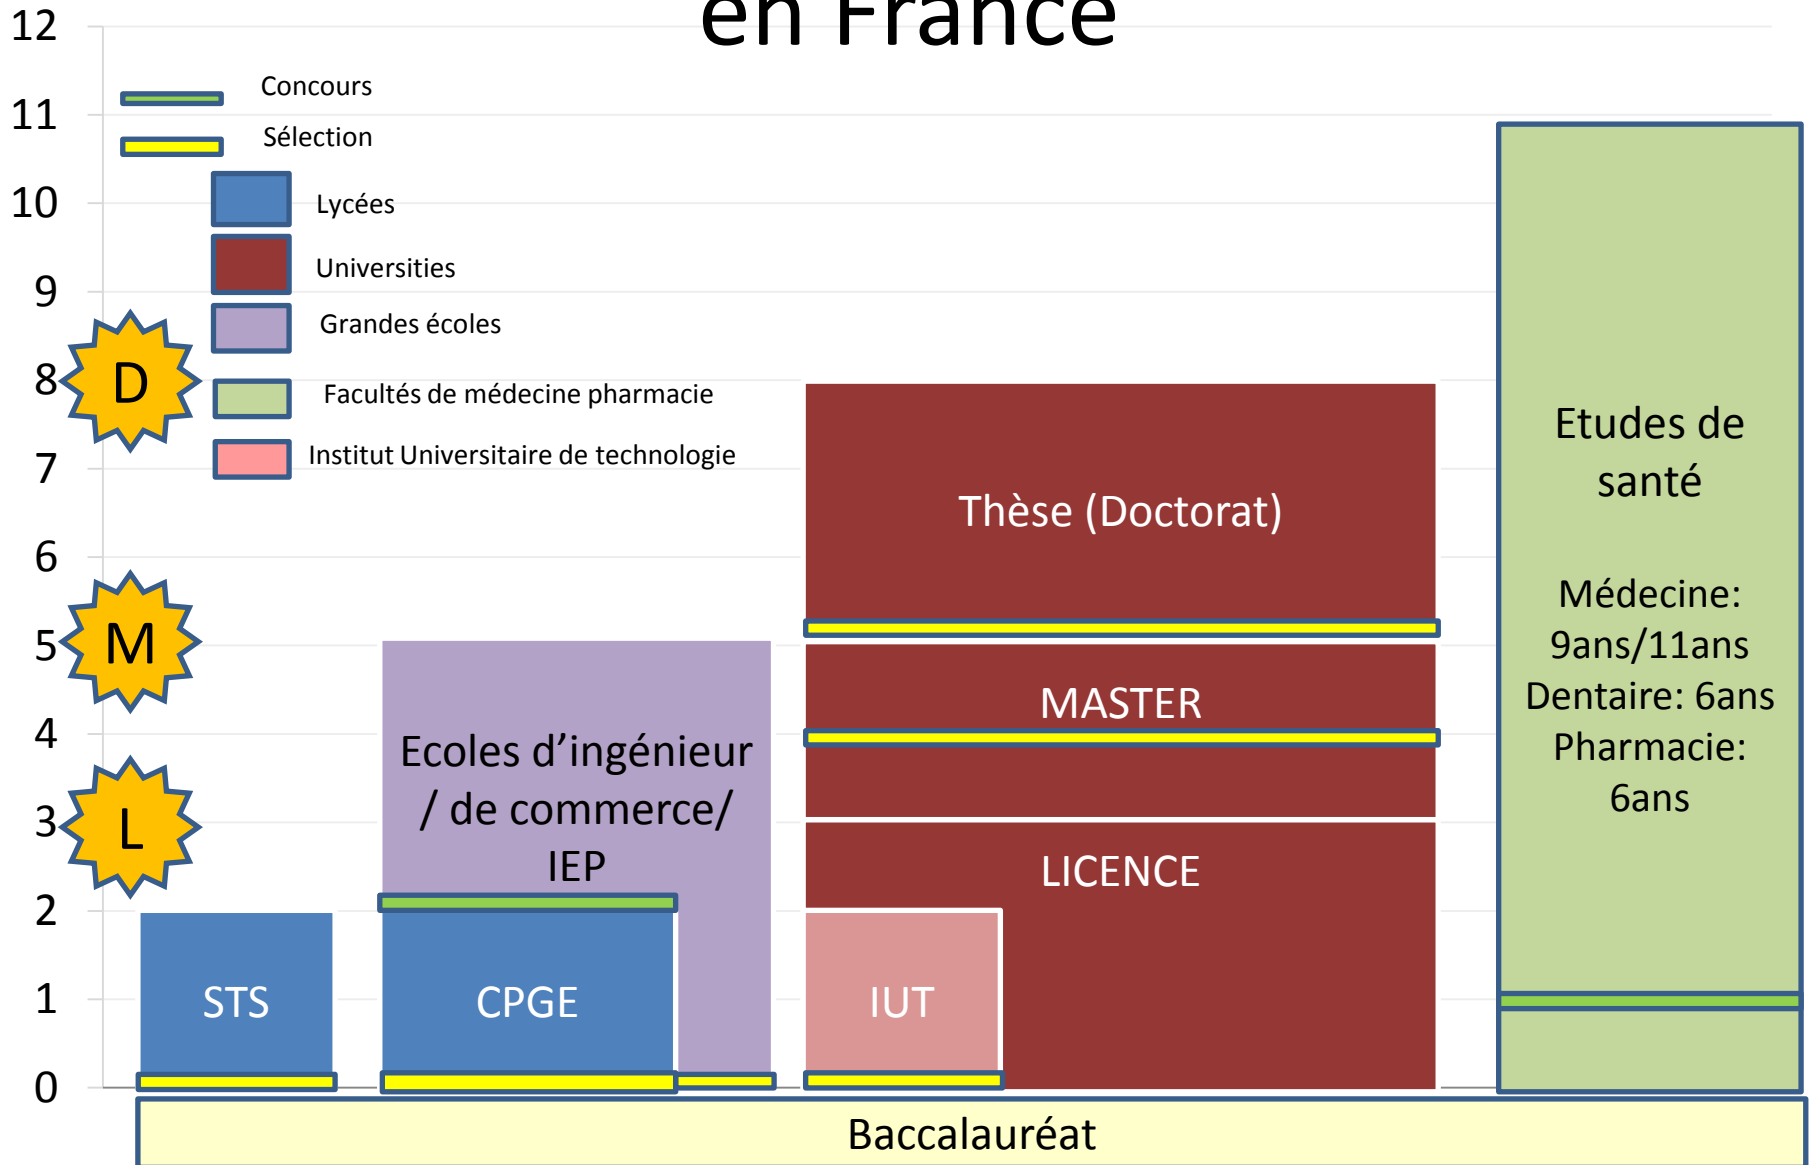 en France
12
11
10
9
8
7
6
5
4
3
2
1
0
Concours
Sélection
Lycées
Universities
Grandes écoles
Facultés de médecine pharmacie
Institut Universitaire de technologie
D
M
L
STS
CPGE
Ecoles d’ingénieur
/ de commerce/
IEP
Thèse (Doctorat)
MASTER
LICENCE
IUT
Etudes de
santé
Médecine:
9ans/11ans
Dentaire: 6ans
Pharmacie:
6ans
Baccalauréat